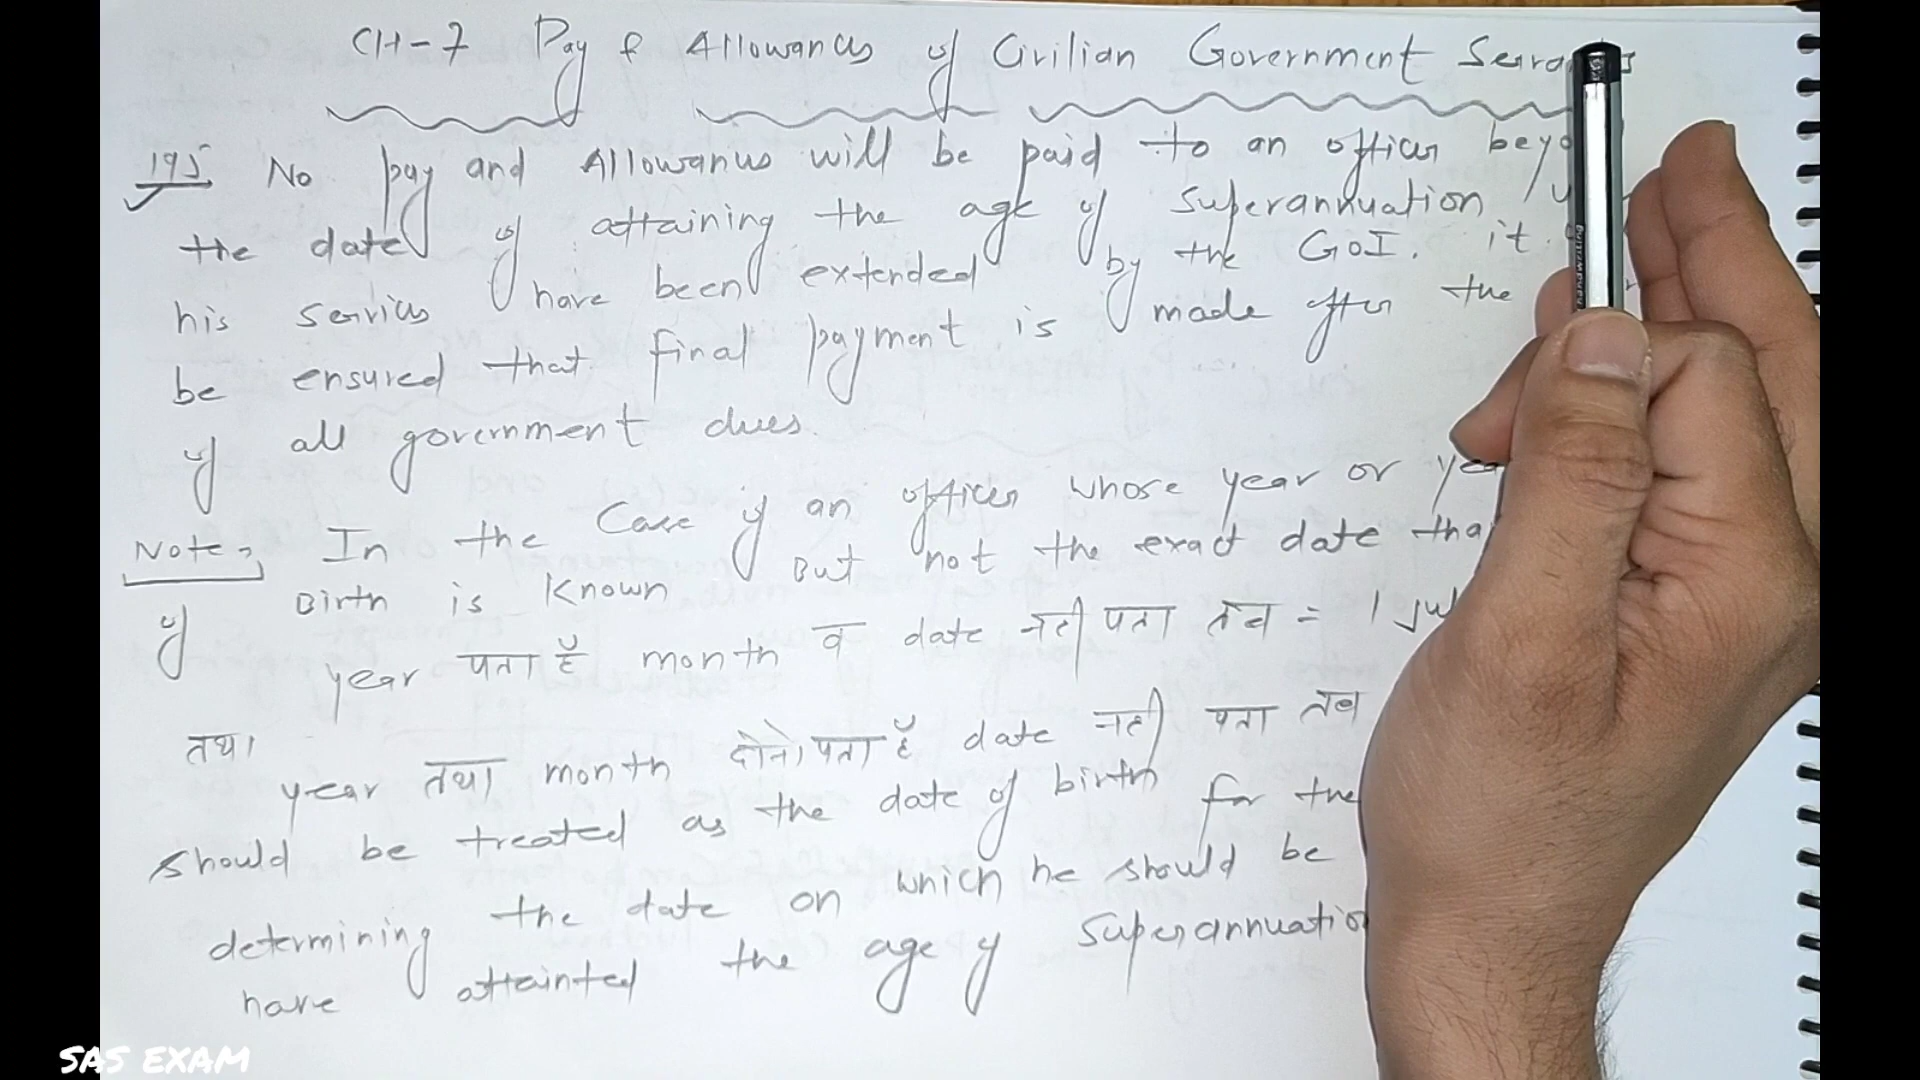 CH-7 Pay & Allowances of Civilian Government
195 No pay and Allowances will be paid to an officer
the date of attaining the age of superannuation
his services have been extended by the GOI. it
be ensured that final payment is made after the
of all government dues.
Note, In the Case of an officer whose year or
of Birth is Known But not the exact date
year पता है month व date नही पता तब = 1
तथा year तथा month दोनो पता है date नही पता तब
should be treated as the date of birth for the
determining the date on which he should be
have attainted the age of superannuation
SAS EXAM